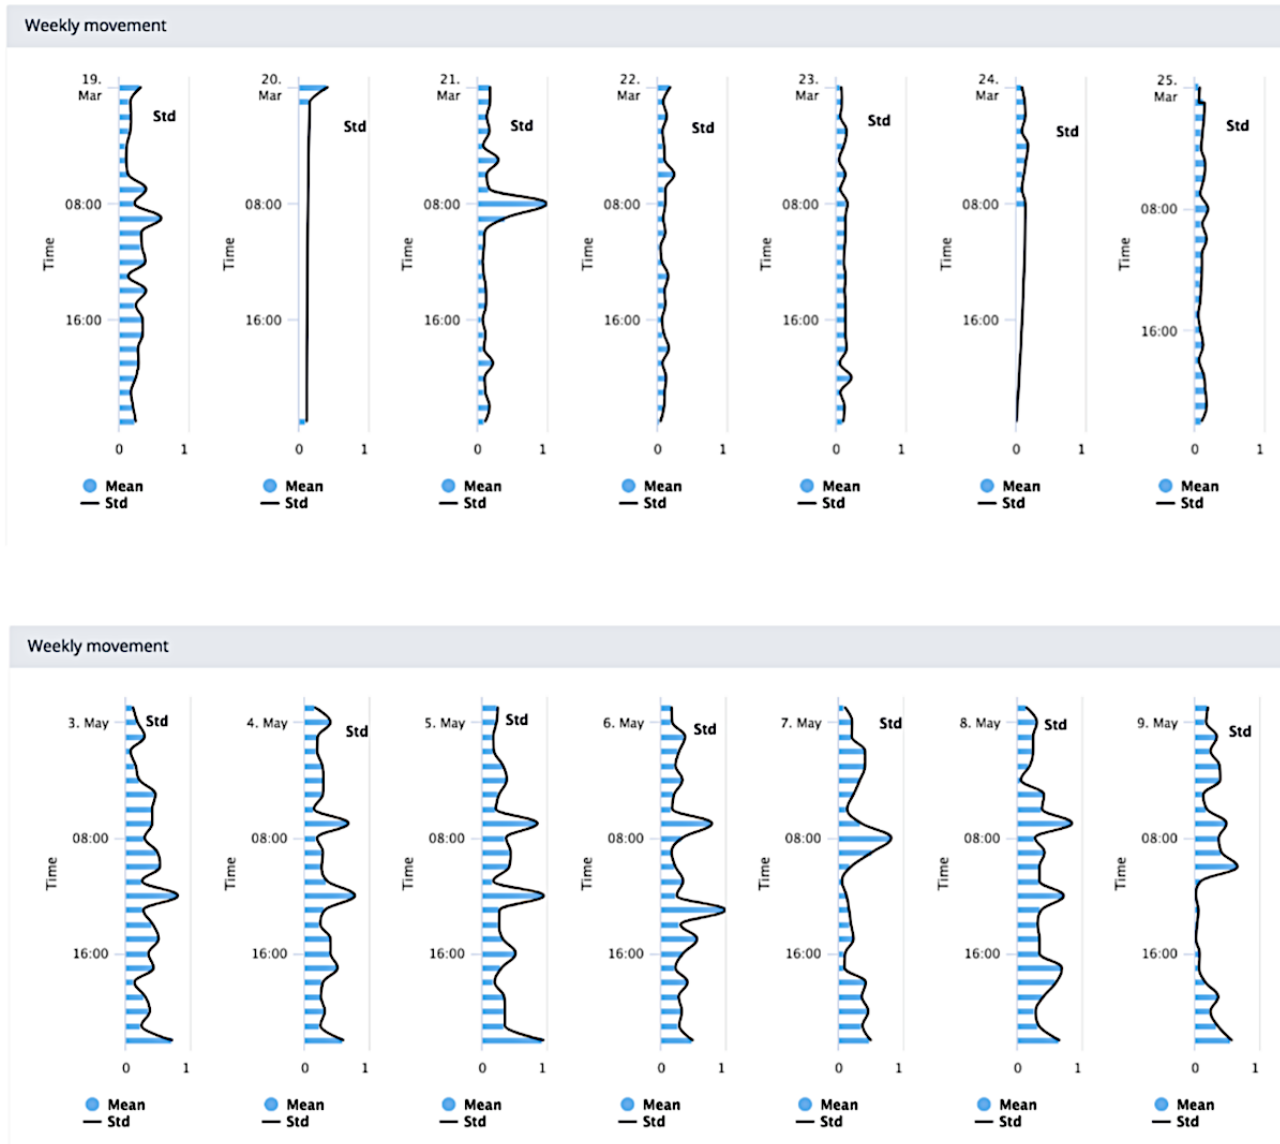 Weekly movement
19. Mar 20. Mar 21. Mar 22. Mar 23. Mar 24. Mar 25. Mar
Std Std Std Std Std Std Std
08:00 08:00 08:00 08:00 08:00 08:00 08:00
Time Time Time Time Time Time Time
16:00 16:00 16:00 16:00 16:00 16:00 16:00
0 1 0 1 0 1 0 1 0 1 0 1 0 1
Mean Mean Mean Mean Mean Mean Mean
Std Std Std Std Std Std Std
Weekly movement
3. May Std 4. May Std 5. May Std 6. May Std 7. May Std 8. May Std 9. May Std
08:00 08:00 08:00 08:00 08:00 08:00 08:00
Time Time Time Time Time Time Time
16:00 16:00 16:00 16:00 16:00 16:00 16:00
0 1 0 1 0 1 0 1 0 1 0 1 0 1
Mean Mean Mean Mean Mean Mean Mean
Std Std Std Std Std Std Std